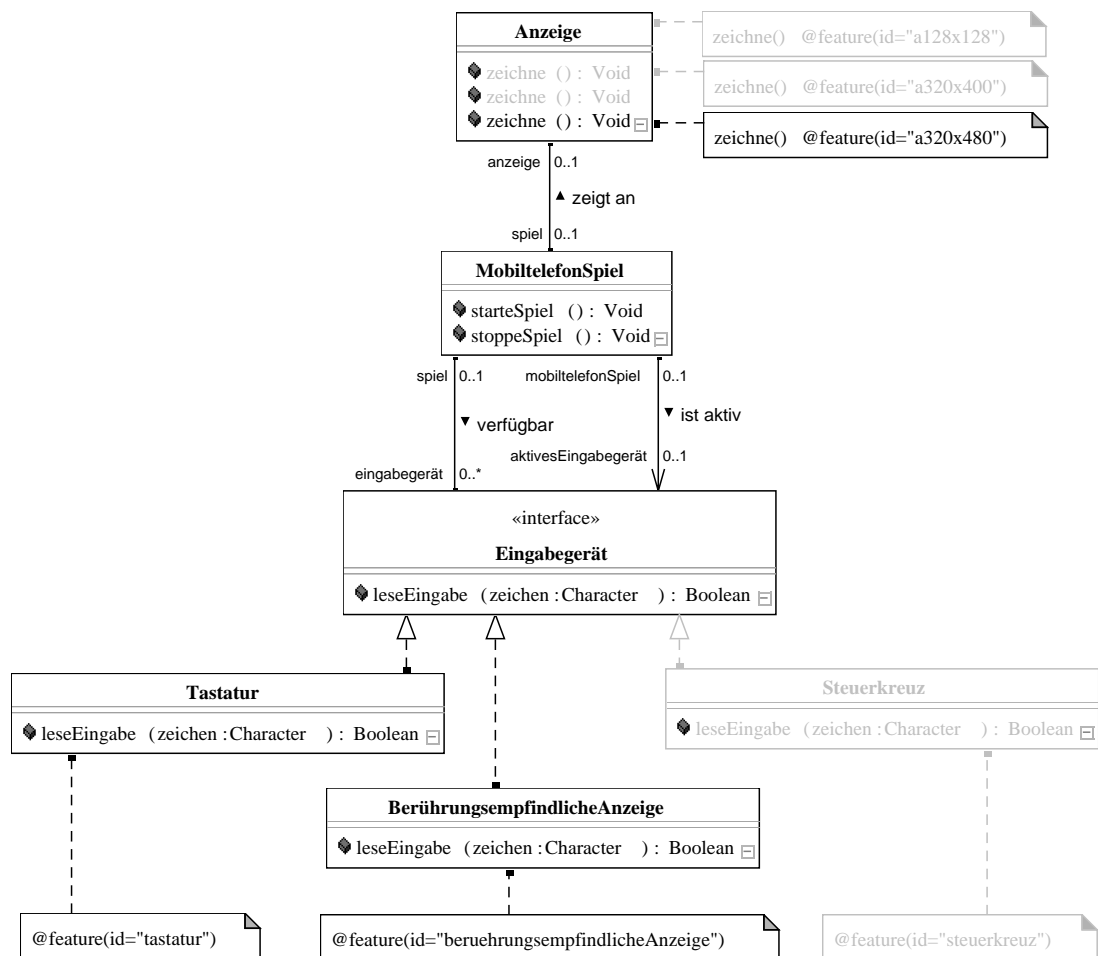 Anzeige
zeichne () : Void
zeichne () : Void
zeichne () : Void
zeichne() @feature(id="a128x128")
zeichne() @feature(id="a320x400")
zeichne() @feature(id="a320x480")
anzeige 0..1
zeigt an
spiel 0..1
MobiltelefonSpiel
starteSpiel () : Void
stoppeSpiel () : Void
spiel 0..1
mobiltelefonSpiel 0..1
verfügbar
ist aktiv
eingabegerät 0..*
aktivesEingabegerät 0..1
«interface»
Eingabegerät
leseEingabe (zeichen :Character ) : Boolean
Tastatur
leseEingabe (zeichen :Character ) : Boolean
Steuerkreuz
leseEingabe (zeichen :Character ) : Boolean
BerührungsempfindlicheAnzeige
leseEingabe (zeichen :Character ) : Boolean
@feature(id="tastatur")
@feature(id="beruehrungsempfindlicheAnzeige")
@feature(id="steuerkreuz")